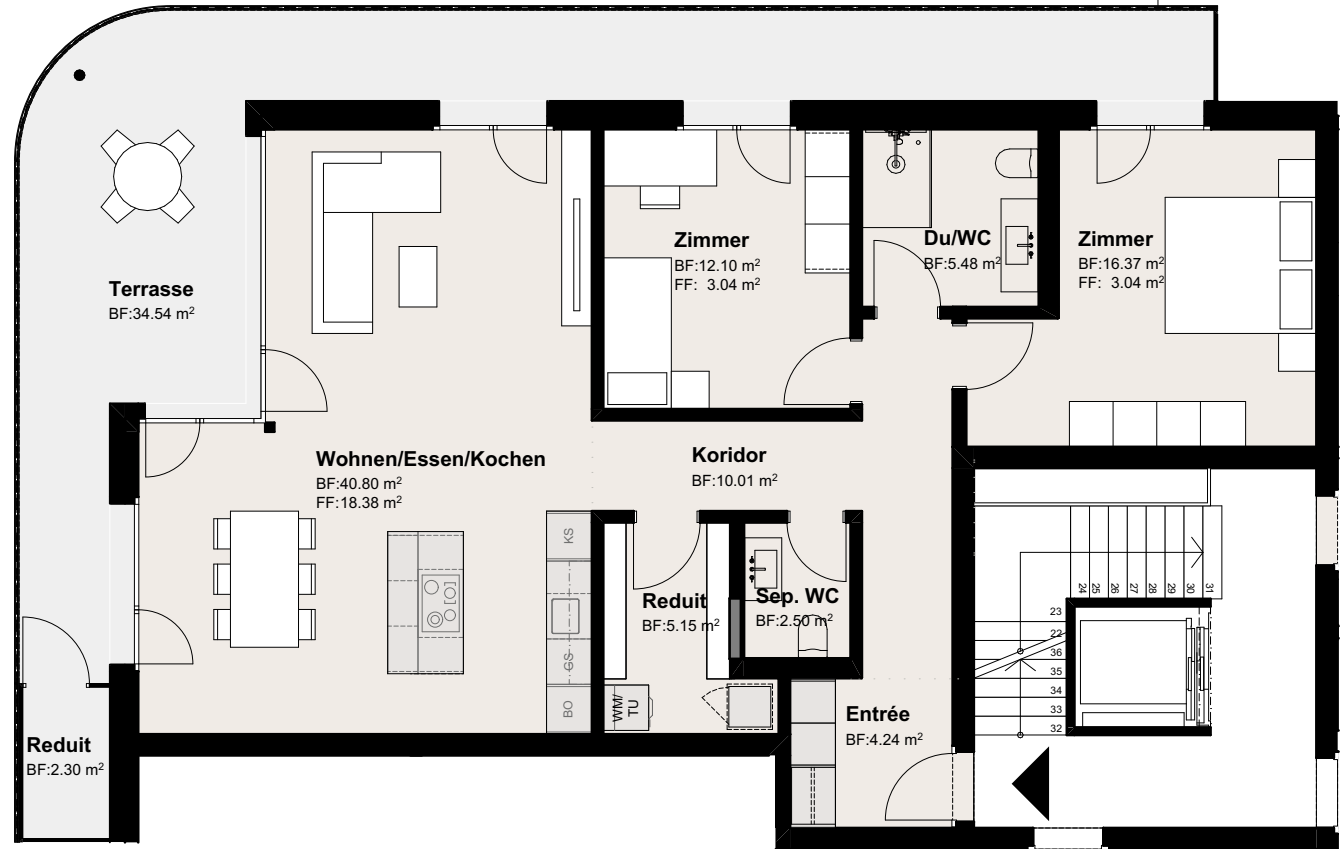 Zimmer
BF:12.10 m²
FF: 3.04 m²
Du/WC
BF:5.48 m²
Zimmer
BF:16.37 m²
FF: 3.04 m²
Terrasse
BF:34.54 m²
Wohnen/Essen/Kochen
BF:40.80 m²
FF:18.38 m²
Koridor
BF:10.01 m²
KS
GS
BO
Reduit
BF:5.15 m²
Sep. WC
BF:2.50 m²
WM/
TU
Entrée
BF:4.24 m²
Reduit
BF:2.30 m²
24
25
26
27
28
29
30
31
23
22
36
35
34
33
32